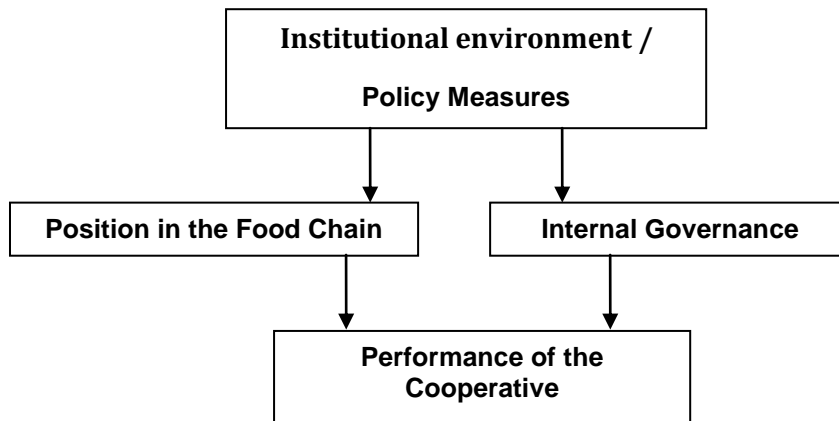 Institutional environment /
Policy Measures
Position in the Food Chain
Internal Governance
Performance of the
Cooperative